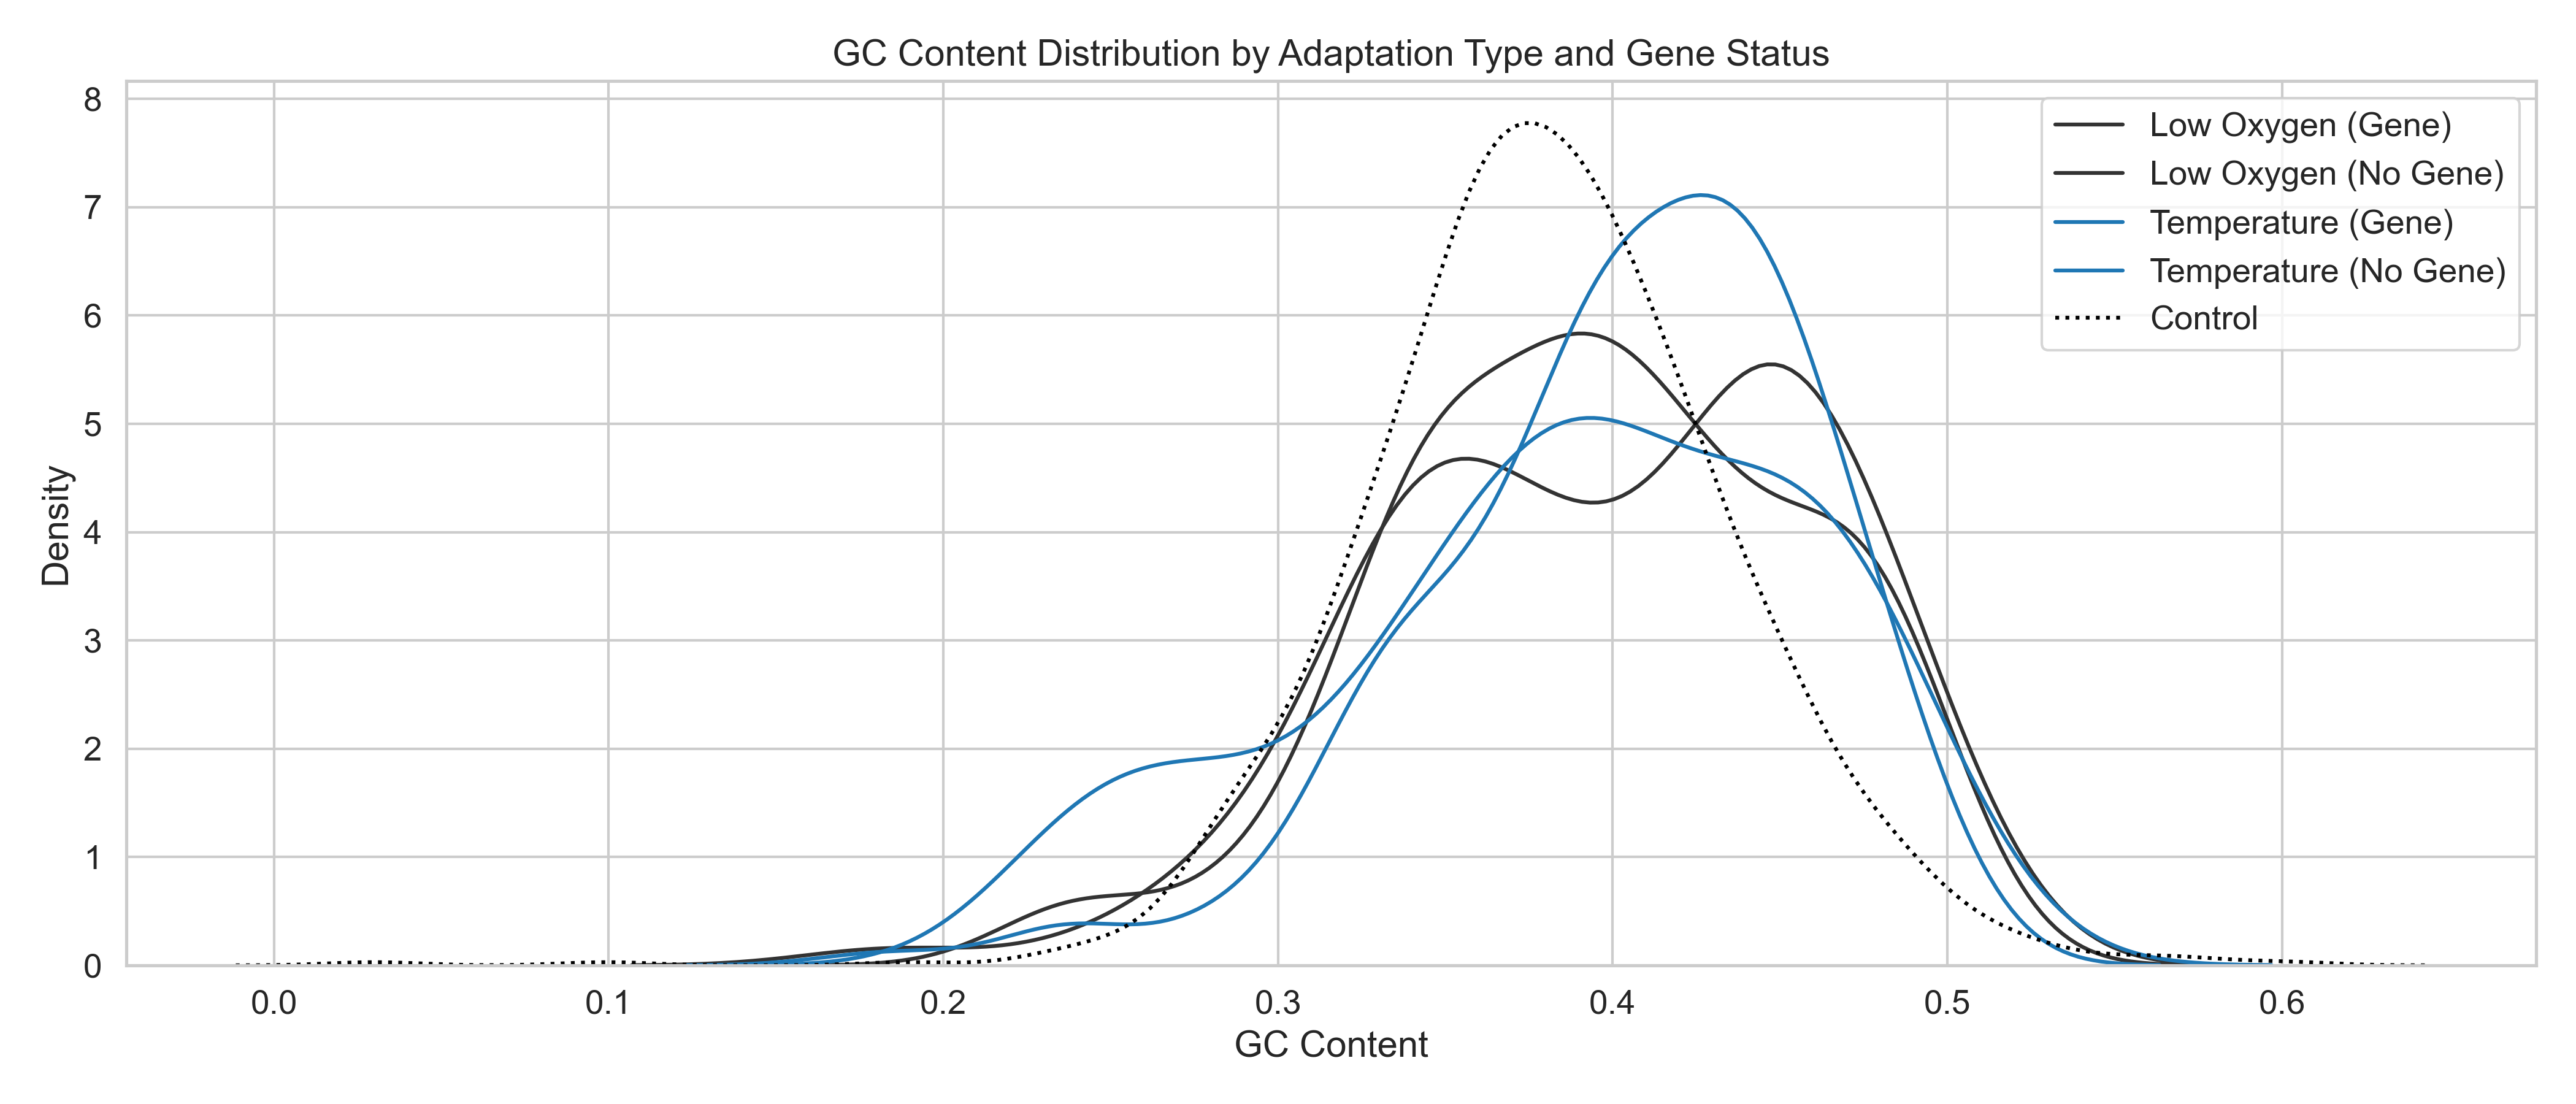 GC Content Distribution by Adaptation Type and Gene Status
8
7
6
5
4
3
2
1
0
Density
Low Oxygen (Gene)
Low Oxygen (No Gene)
Temperature (Gene)
Temperature (No Gene)
Control
0.0 0.1 0.2 0.3 0.4 0.5 0.6
GC Content